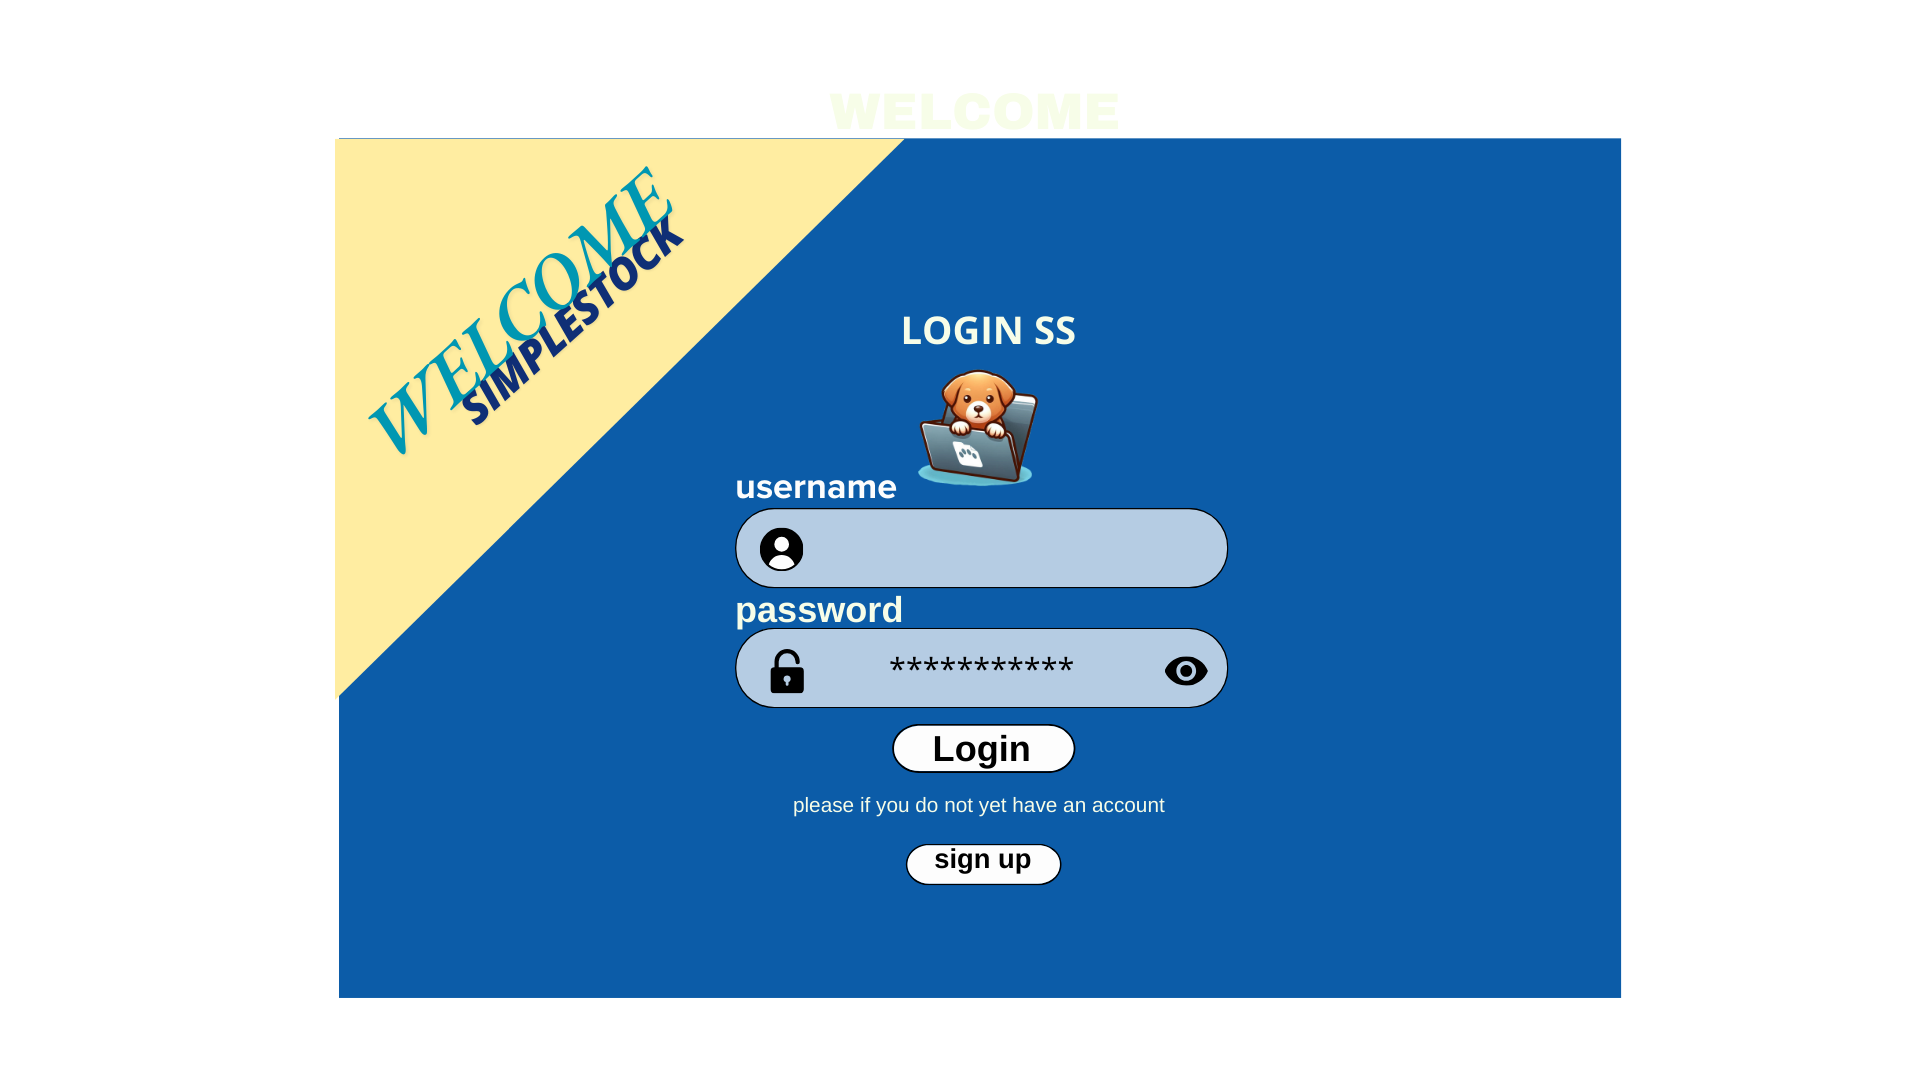 WELCOME
WELCOME
SIMPLESTOCK
LOGIN SS
username
password
***********
Login
please if you do not yet have an account
sign up